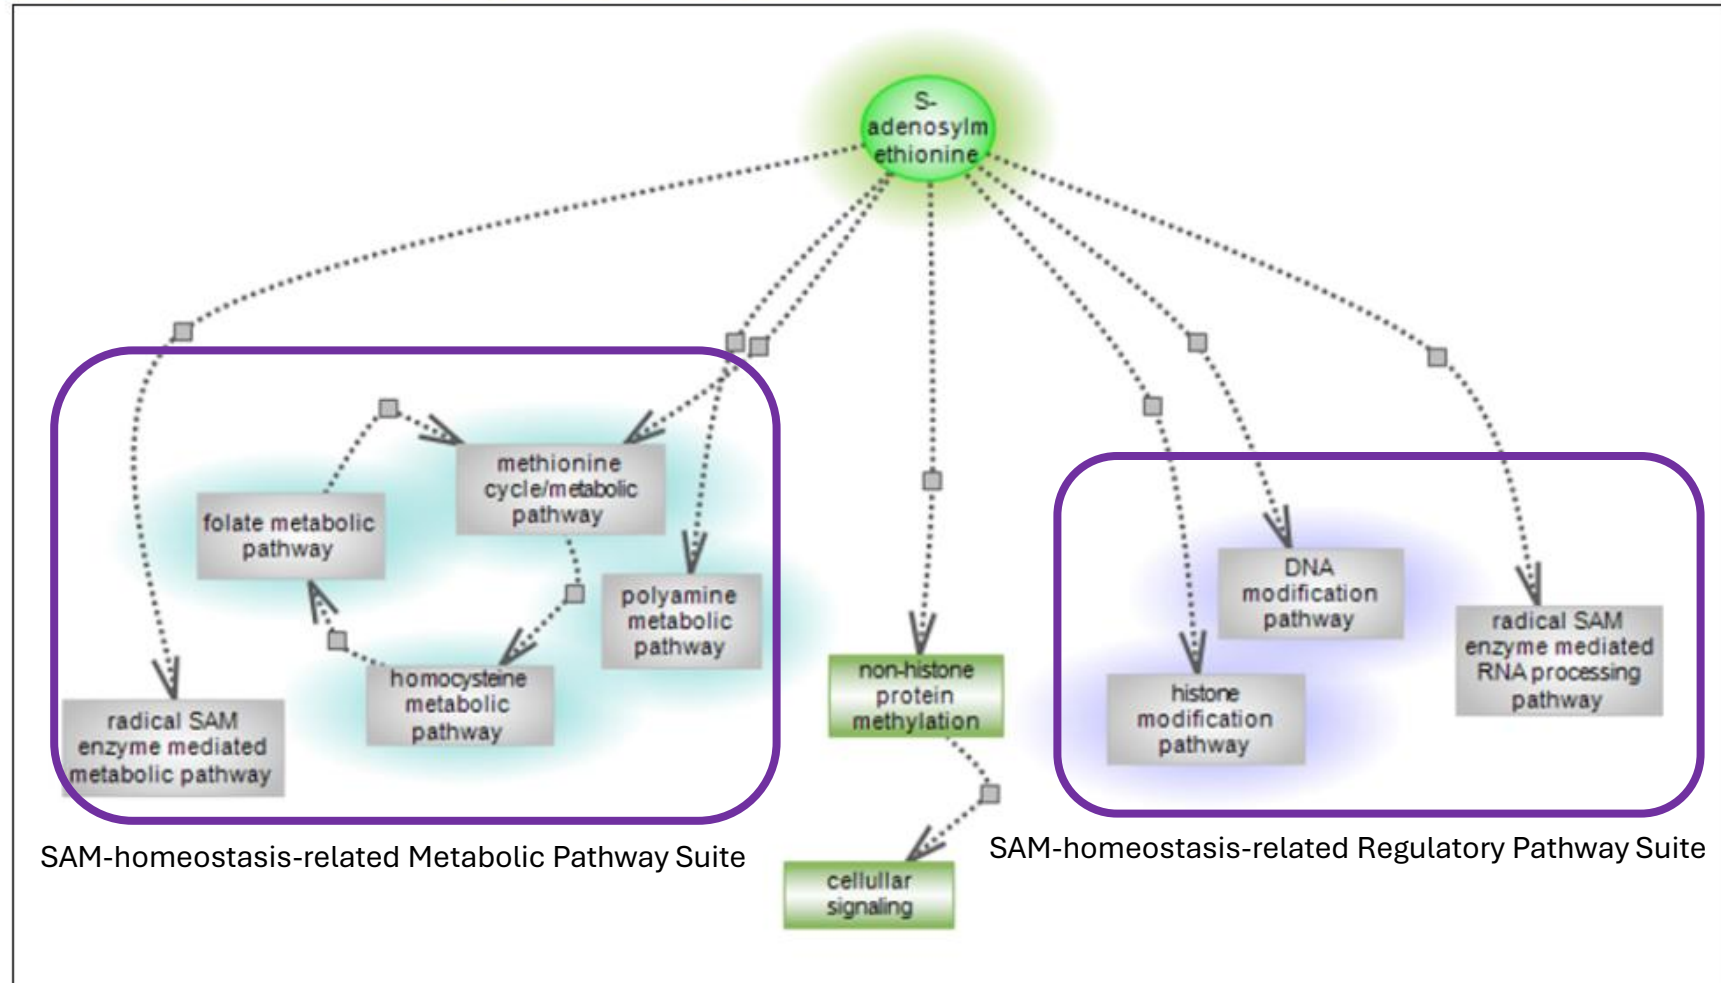 S-
adenosylm
ethionine
methionine
cycle/metabolic
pathway
folate metabolic
pathway
polyamine
metabolic
pathway
homocysteine
metabolic
pathway
radical SAM
enzyme mediated
metabolic pathway
SAM-homeostasis-related Metabolic Pathway Suite
non-histone
protein
methylation
cellullar
signaling
DNA
modification
pathway
histone
modification
pathway
radical SAM
enzyme mediated
RNA processing
pathway
SAM-homeostasis-related Regulatory Pathway Suite